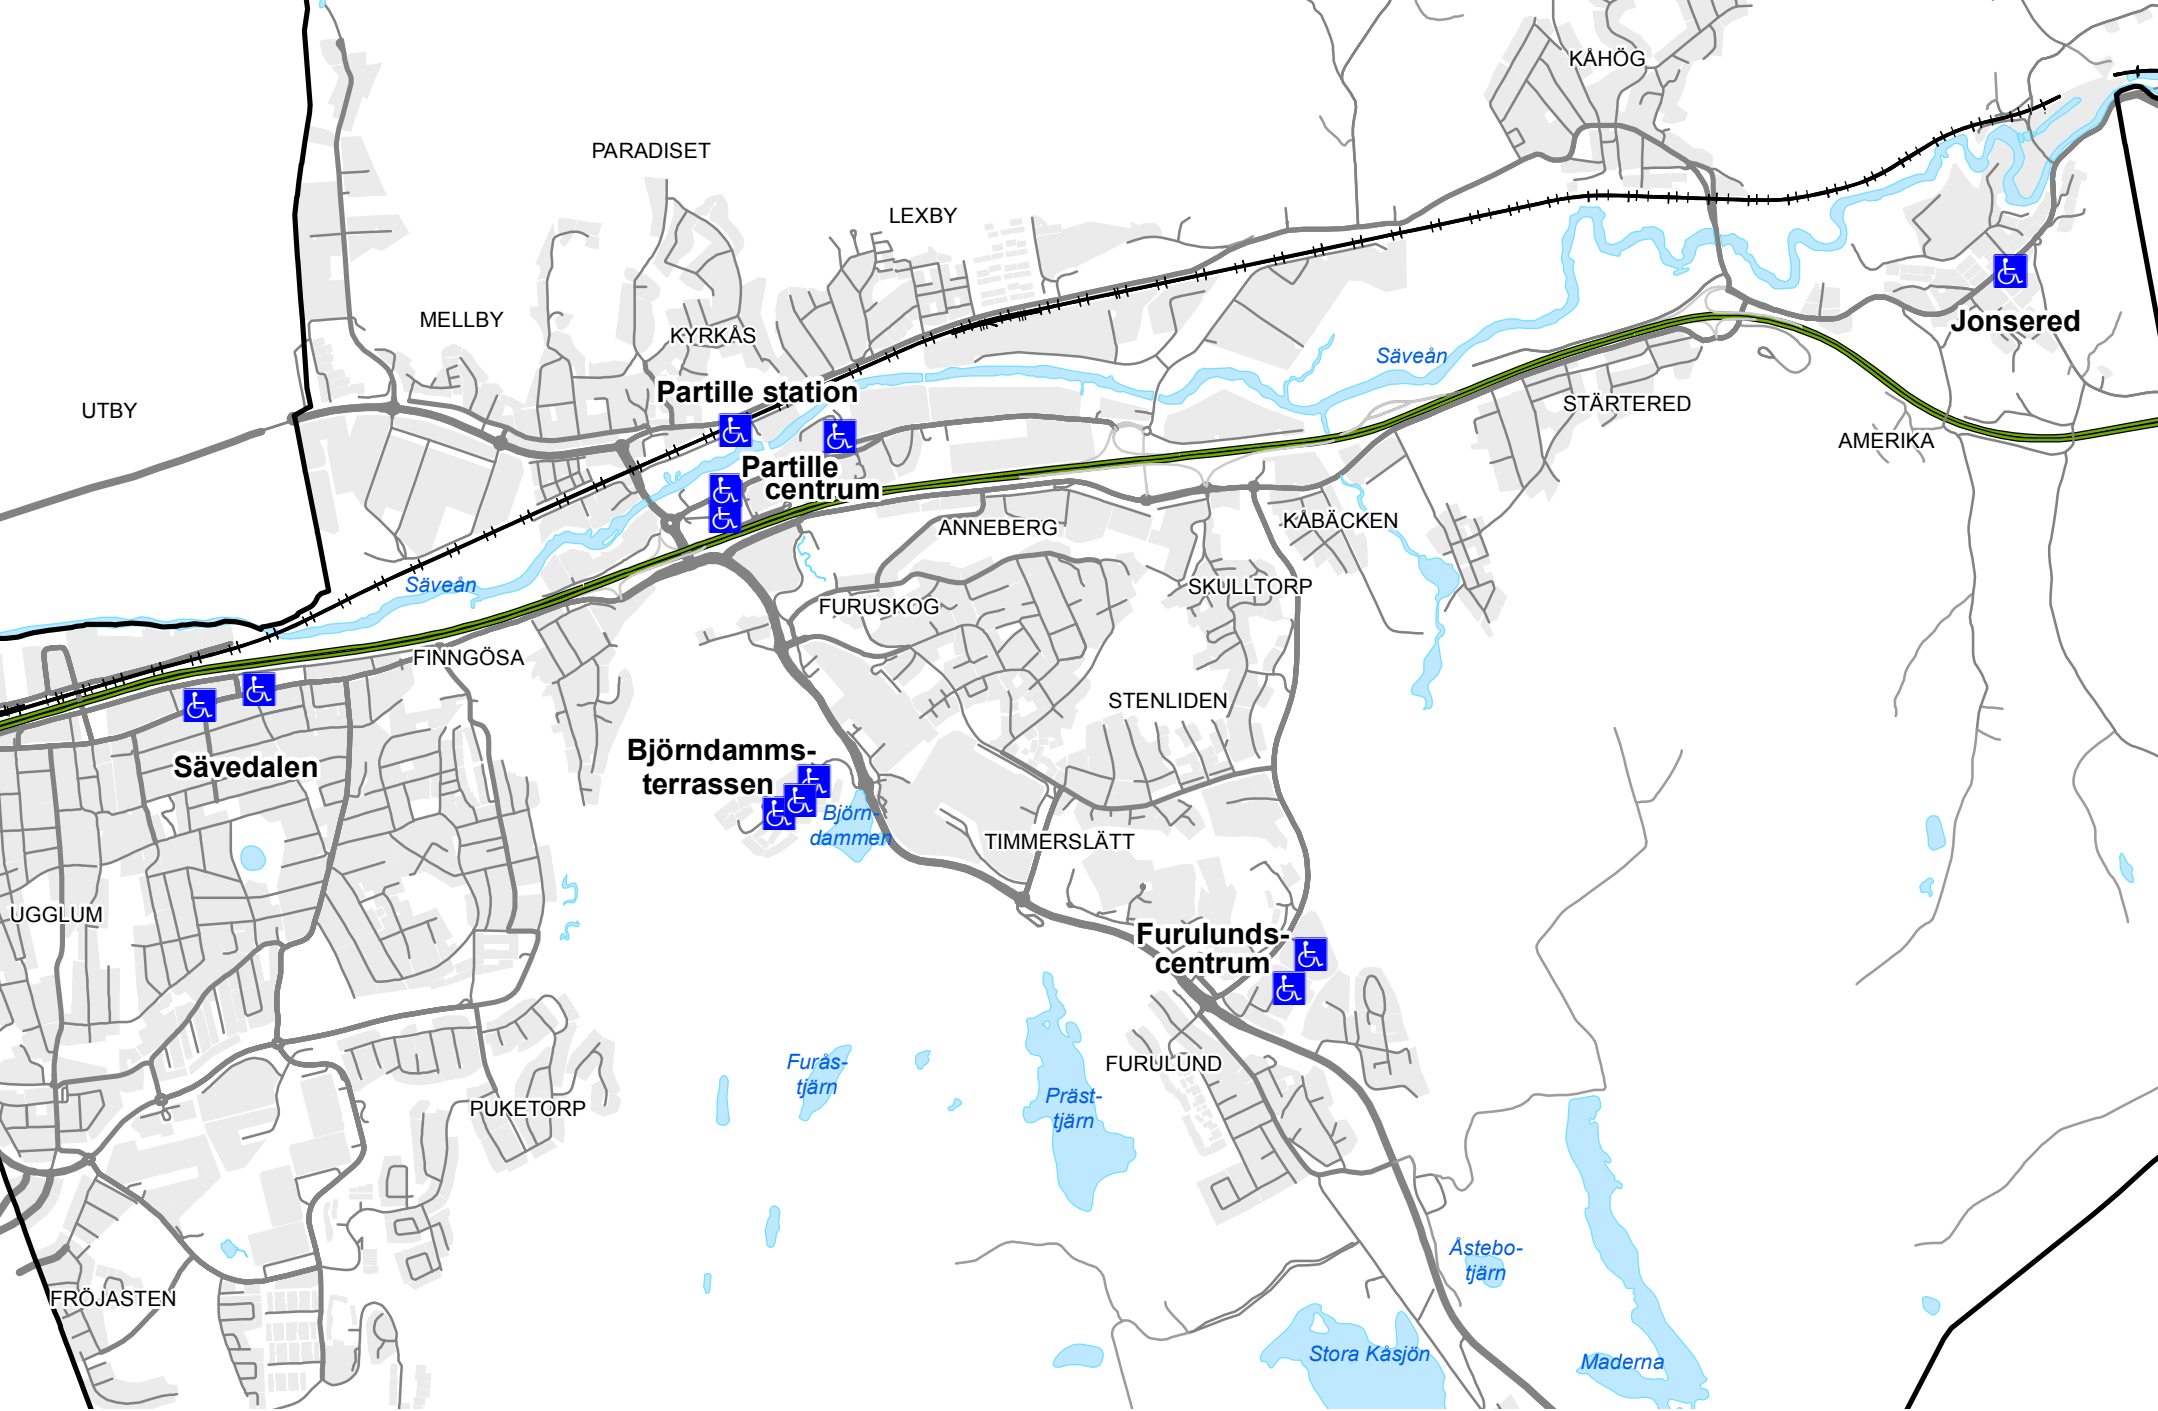 KÅHÖG
PARADISET
LEXBY
MELLBY
KYRKÅS
Jonsered
Säveån
Partille station
UTBY
STÄRTERED
AMERIKA
Partille
centrum
ANNEBERG
KÅBÄCKEN
Säveån
SKULLTORP
FURUSKOG
FINNGÖSA
STENLIDEN
Sävedalen
Björndamms-
terrassen
Björn-
dammen
TIMMERSLÄTT
UGGLUM
Furulunds-
centrum
Furås-
tjärn
FURULUND
Präst-
tjärn
PUKETORP
Åstebo-
tjärn
FRÖJASTEN
Stora Kåsjön
Maderna